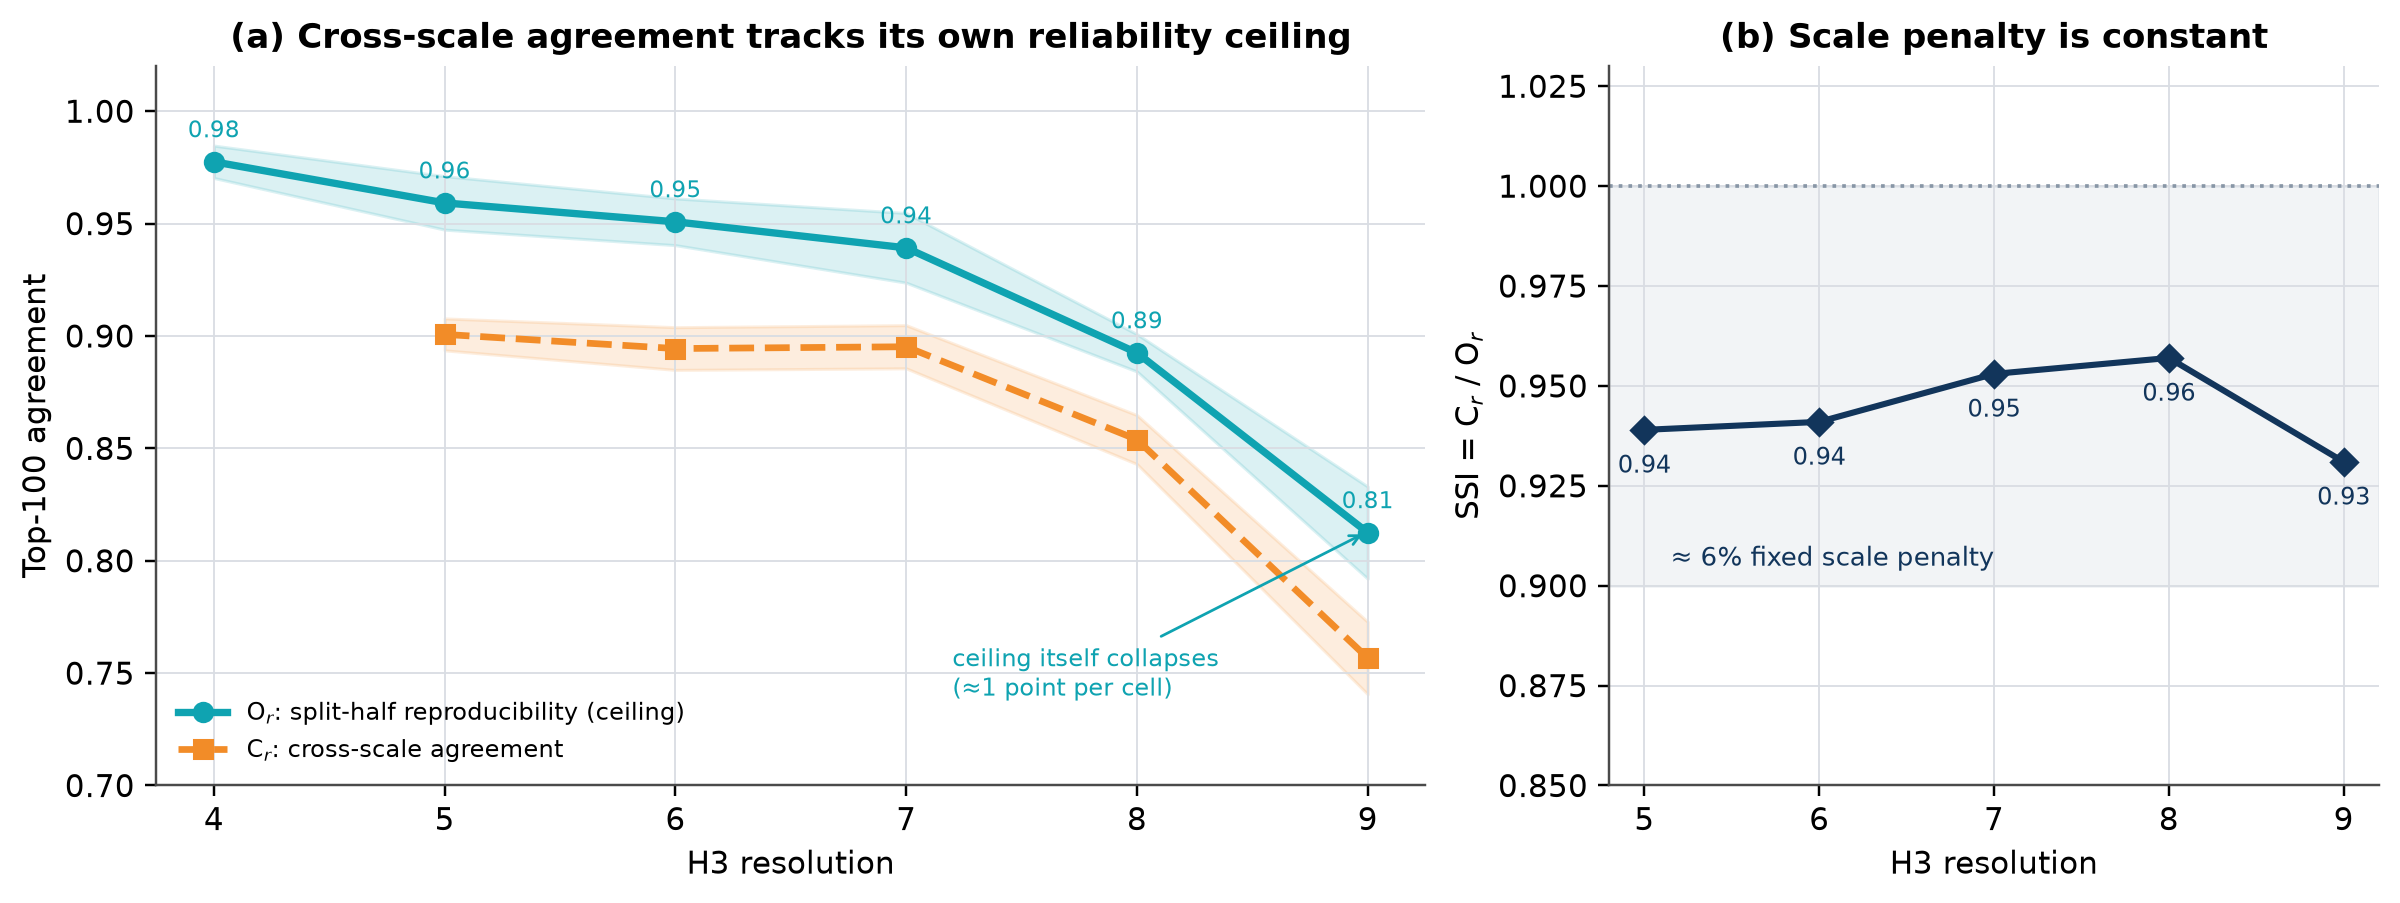 (a) Cross-scale agreement tracks its own reliability ceiling
Top-100 agreement
1.00
0.95
0.90
0.85
0.80
0.75
0.70
0.98
0.96
0.95
0.94
0.89
0.81
ceiling itself collapses
(≈1 point per cell)
Oᵣ: split-half reproducibility (ceiling)
Cᵣ: cross-scale agreement
4 5 6 7 8 9
H3 resolution
(b) Scale penalty is constant
SSI = Cᵣ / Oᵣ
1.025
1.000
0.975
0.950
0.925
0.900
0.875
0.850
0.94
0.94
0.95
0.96
0.93
≈ 6% fixed scale penalty
5 6 7 8 9
H3 resolution